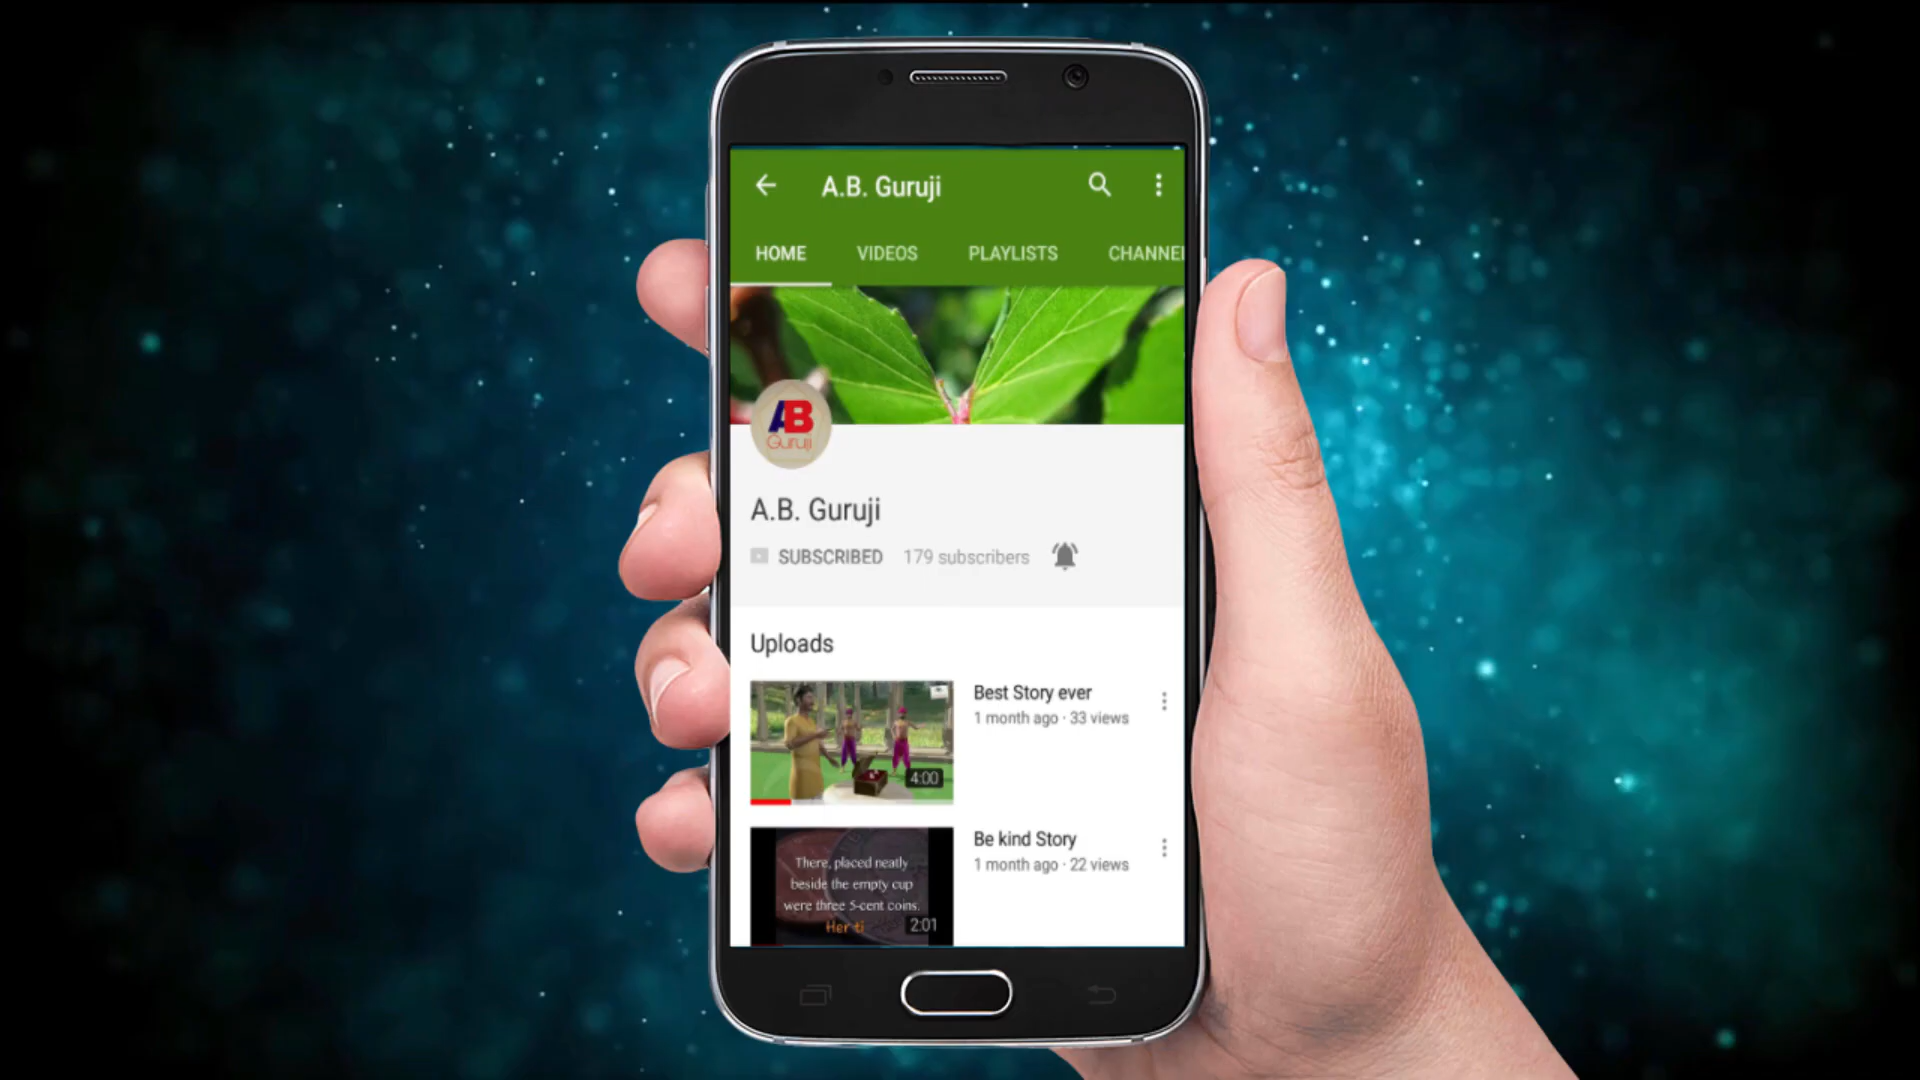 A.B. Guruji
HOME VIDEOS PLAYLISTS CHANNEL
AB
Guruji
A.B. Guruji
SUBSCRIBED 179 subscribers
Uploads
Best Story ever
1 month ago · 33 views
4:00
Be kind Story
1 month ago · 22 views
There, placed neatly
beside the empty cup
were three 5-cent coins.
Her ti
2:01